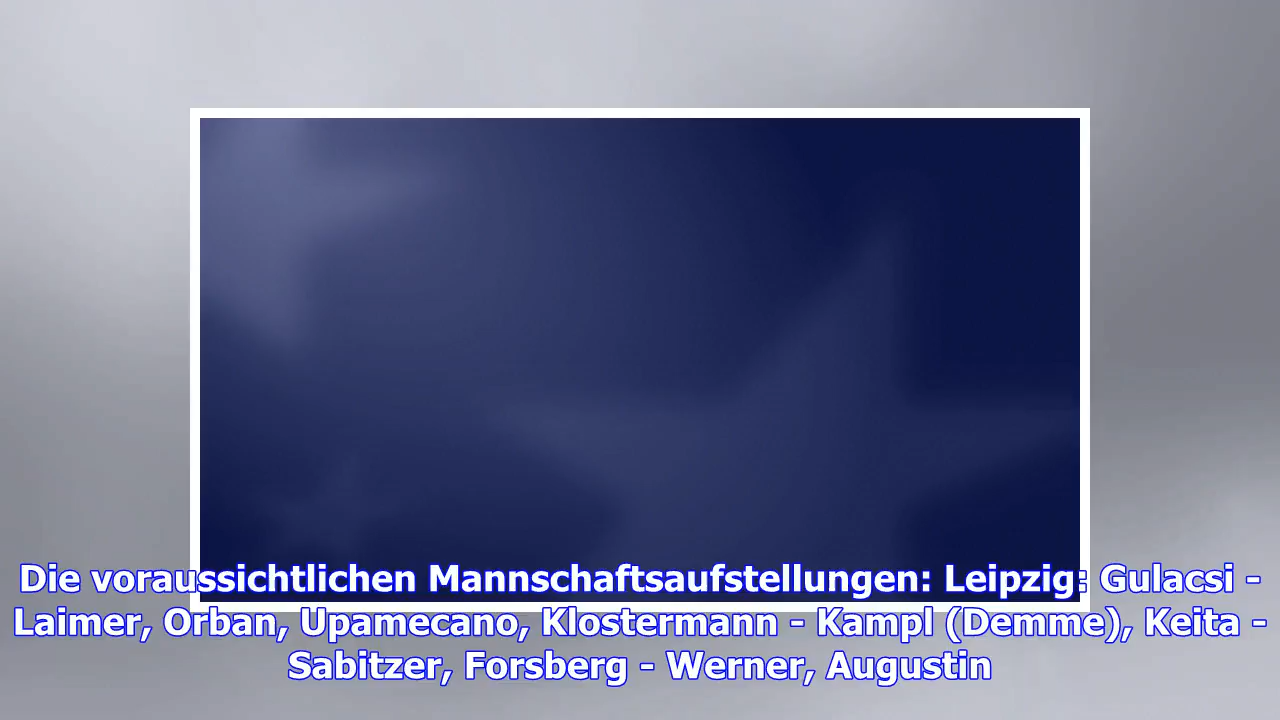 Die voraussichtlichen Mannschaftsaufstellungen: Leipzig: Gulacsi -
Laimer, Orban, Upamecano, Klostermann - Kampl (Demme), Keita -
Sabitzer, Forsberg - Werner, Augustin